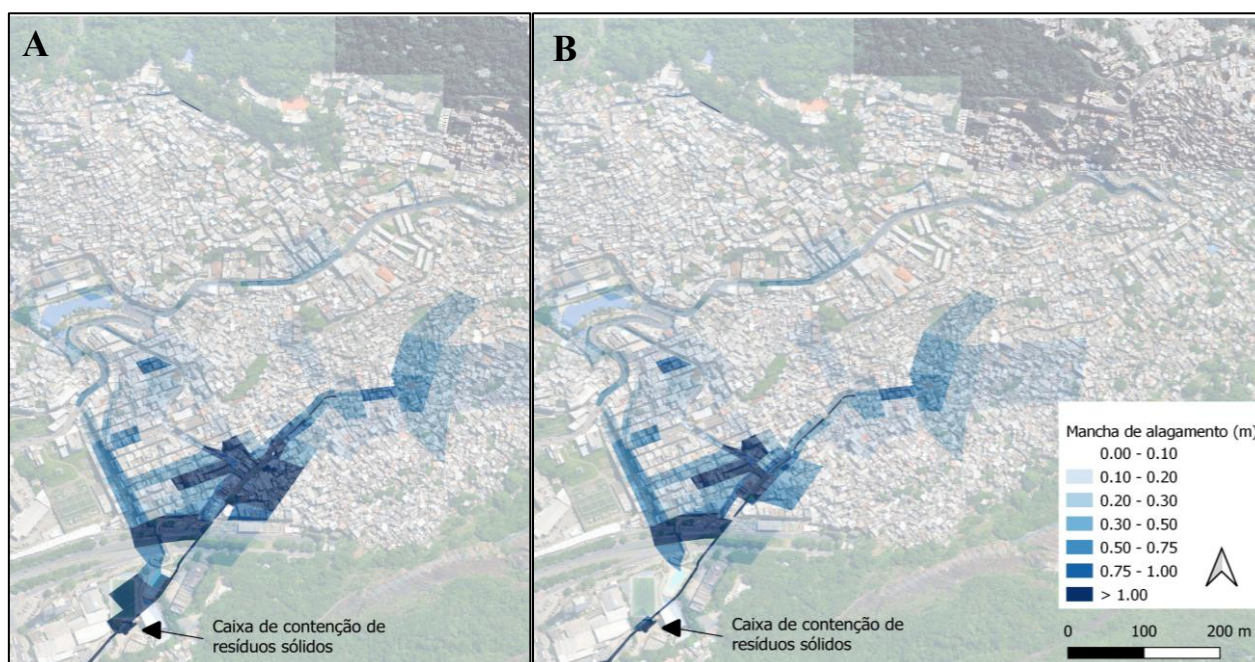 A
B
Mancha de alagamento (m)
0.00 - 0.10
0.10 - 0.20
0.20 - 0.30
0.30 - 0.50
0.50 - 0.75
0.75 - 1.00
> 1.00
Caixa de contenção de
resíduos sólidos
Caixa de contenção de
resíduos sólidos
0 100 200 m